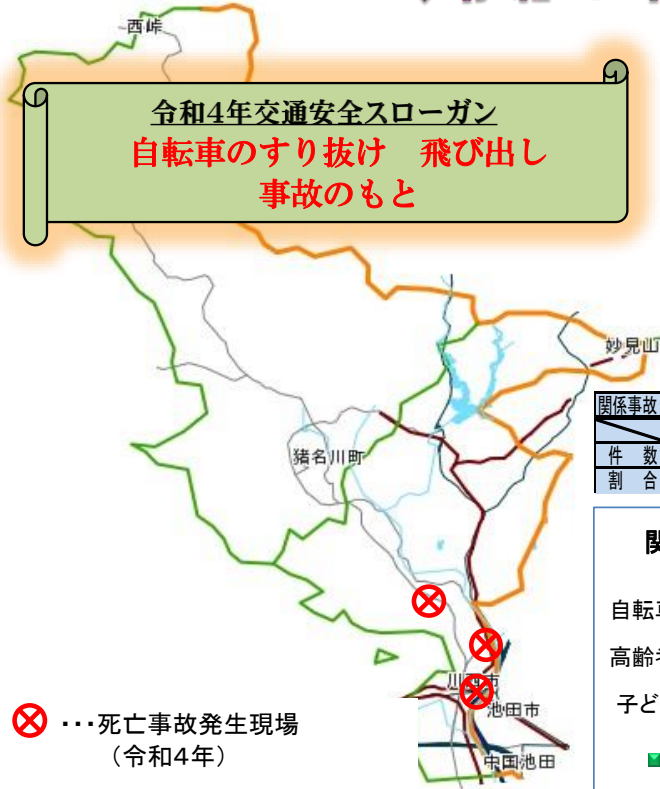 西峠
令和4年交通安全スローガン
自転車のすり抜け　飛び出し
事故のもと
妙見山
関係事故
件　数
割　合
猪名川町
自転車
高齢者
子ど
川西市
池田市
中国池田
・・・死亡事故発生現場
（令和4年）